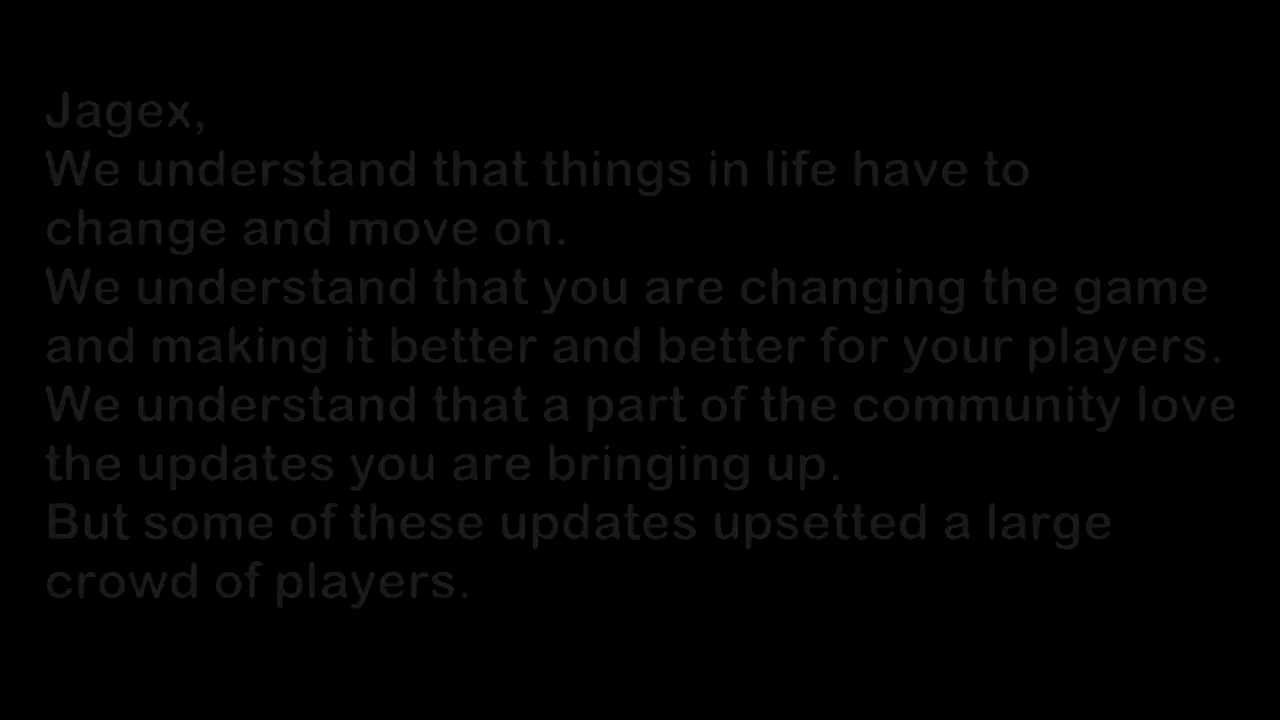 Jagex,
We understand that things in life have to
change and move on.
We understand that you are changing the game
and making it better and better for your players.
We understand that a part of the community love
the updates you are bringing up.
But some of these updates upsetted a large
crowd of players.